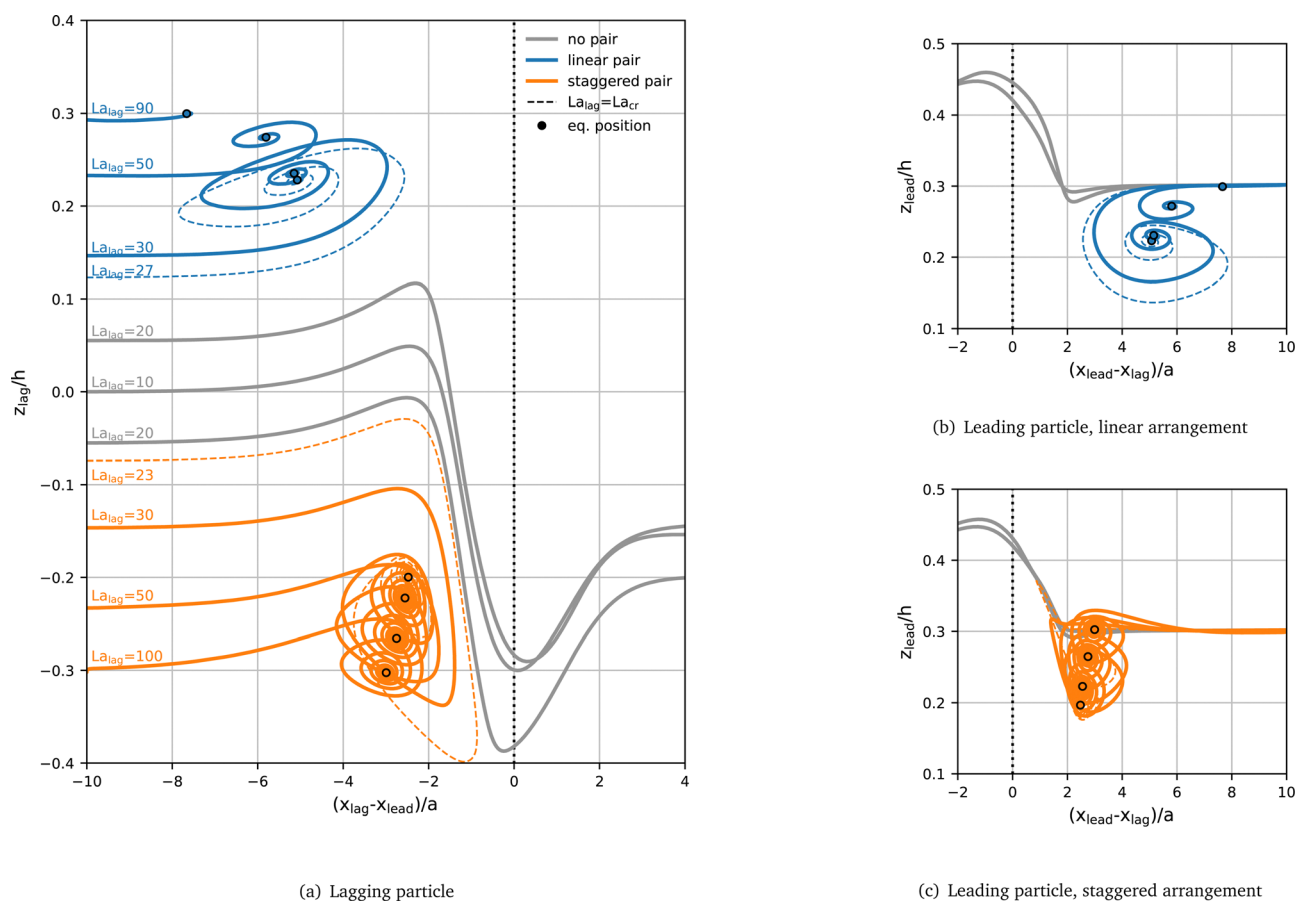 0.4
0.3
0.2
0.1
0.0
−0.1
−0.2
−0.3
−0.4
z_lag/h
no pair
linear pair
staggered pair
La_lag=La_cr
eq. position
La_lag=90
La_lag=50
La_lag=30
La_lag=27
La_lag=20
La_lag=10
La_lag=20
La_lag=23
La_lag=30
La_lag=50
La_lag=100
−10 −8 −6 −4 −2 0 2 4
(x_lag-x_lead)/a
(a) Lagging particle
0.5
0.4
0.3
0.2
0.1
z_lead/h
−2 0 2 4 6 8 10
(x_lead-x_lag)/a
(b) Leading particle, linear arrangement
0.5
0.4
0.3
0.2
0.1
z_lead/h
−2 0 2 4 6 8 10
(x_lead-x_lag)/a
(c) Leading particle, staggered arrangement